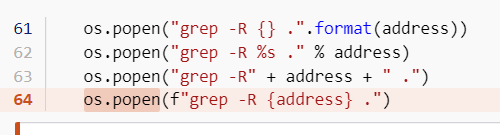 61 os.popen("grep -R {} .".format(address))
62 os.popen("grep -R %s ." % address)
63 os.popen("grep -R" + address + " .")
64 os.popen(f"grep -R {address} .")